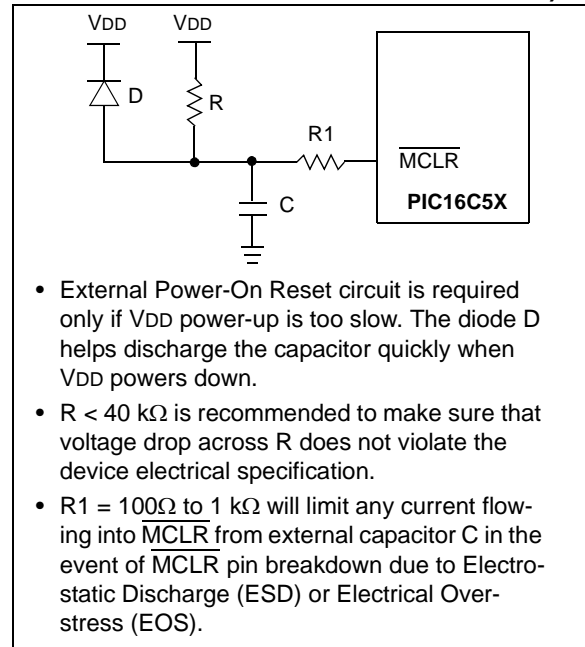 VDD VDD
D
R
R1
MCLR
C
PIC16C5X
• External Power-On Reset circuit is required
only if VDD power-up is too slow. The diode D
helps discharge the capacitor quickly when
VDD powers down.
• R < 40 kΩ is recommended to make sure that
voltage drop across R does not violate the
device electrical specification.
• R1 = 100Ω to 1 kΩ will limit any current flow-
ing into MCLR from external capacitor C in the
event of MCLR pin breakdown due to Electro-
static Discharge (ESD) or Electrical Over-
stress (EOS).